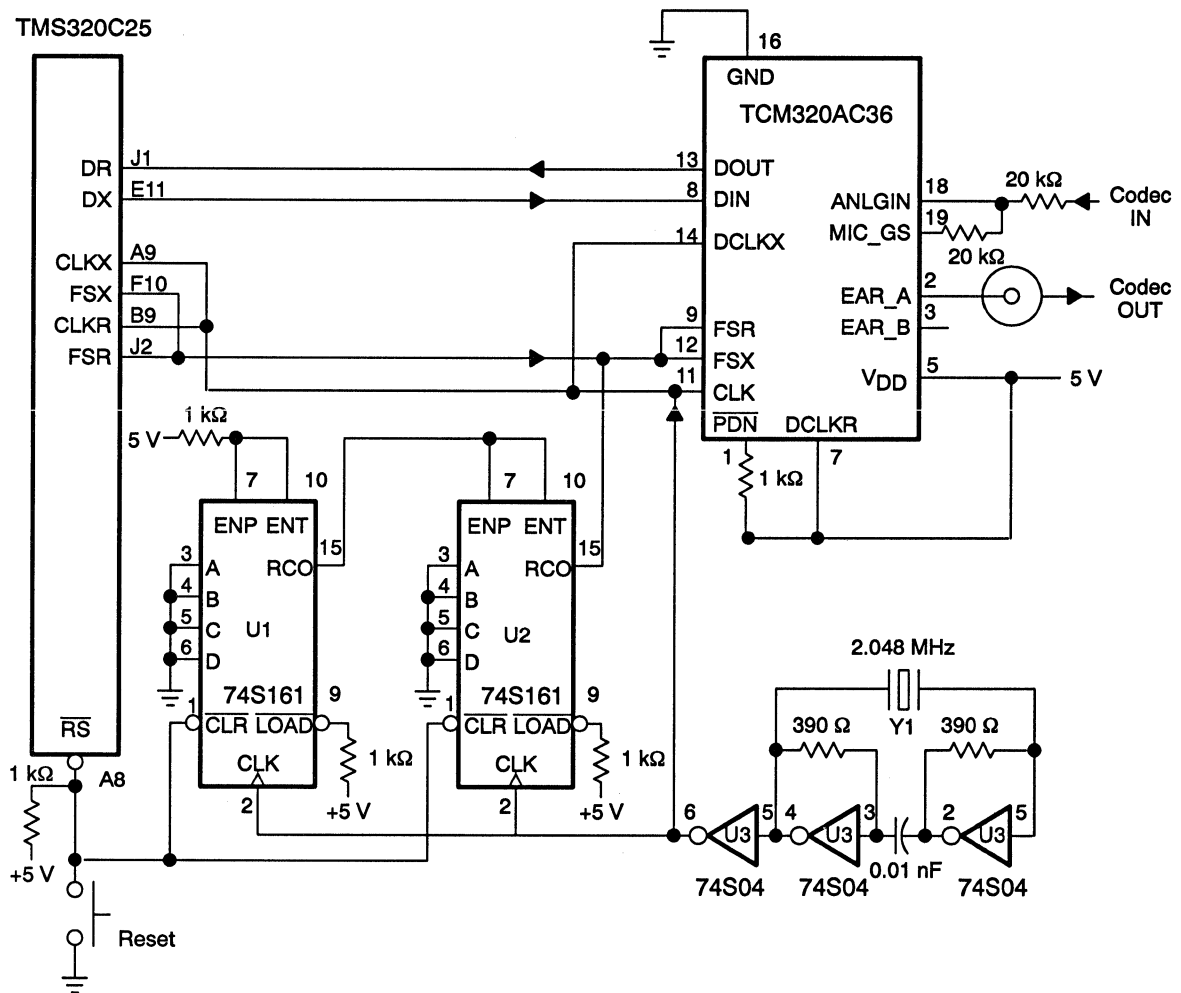 TMS320C25
16
GND
TCM320AC36
DR J1
13 DOUT
DX E11
8 DIN
ANLGIN 18
20 kΩ
Codec
IN
MIC_GS 19
20 kΩ
14 DCLKX
CLKX A9
FSX F10
CLKR B9
FSR J2
EAR_A 2
Codec
OUT
EAR_B 3
9 FSR
12 FSX
11 CLK
VDD 5
5 V
PDN DCLKR
1
7
1 kΩ
1 kΩ
5 V
7 10
ENP ENT
15
RCO
3 A
4 B
5 C
6 D
U1
74S161
1
9
CLR LOAD
CLK
2
1 kΩ
+5 V
7 10
ENP ENT
15
RCO
3 A
4 B
5 C
6 D
U2
74S161
1
9
CLR LOAD
CLK
2
1 kΩ
+5 V
2.048 MHz
Y1
390 Ω
390 Ω
6 U3 5
4 U3 3
2 U3 5
0.01 nF
74S04
74S04
74S04
RS
A8
1 kΩ
+5 V
Reset